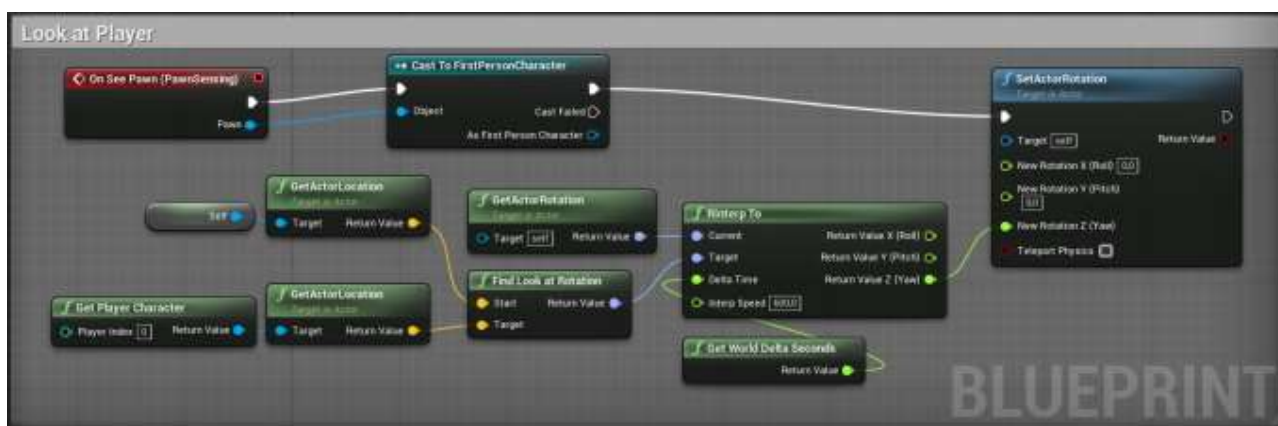 Look at Player
On See Pawn (PawnSensing)
Pawn
Cast To FirstPersonCharacter
Object
Cast Failed
As First Person Character
SetActorRotation
Target is Actor
Target self
Return Value
New Rotation X (Roll) 0,0
New Rotation Y (Pitch)
0,0
New Rotation Z (Yaw)
Teleport Physics
Self
GetActorLocation
Target is Actor
Target
Return Value
GetActorRotation
Target is Actor
Target self
Return Value
RInterp To
Current
Return Value X (Roll)
Target
Return Value Y (Pitch)
Delta Time
Return Value Z (Yaw)
Interp Speed 600,0
Get Player Character
Player Index 0
Return Value
GetActorLocation
Target is Actor
Target
Return Value
Find Look at Rotation
Start
Return Value
Target
Get World Delta Seconds
Return Value
BLUEPRINT